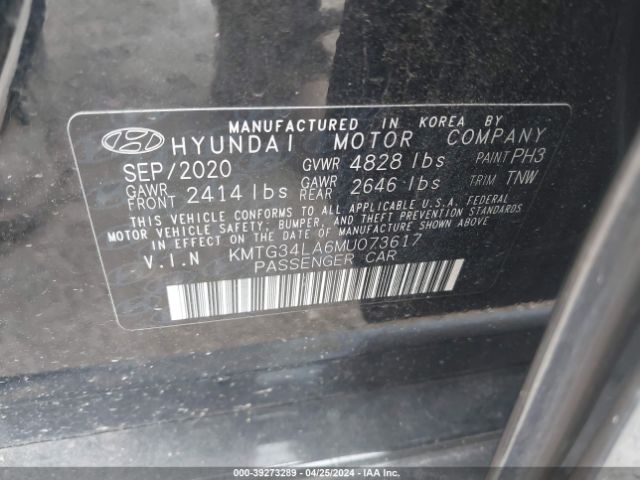 MANUFACTURED IN KOREA BY
HYUNDAI MOTOR COMPANY
SEP/2020 GVWR 4828 lbs PAINT PH3
GAWR FRONT 2414 lbs GAWR REAR 2646 lbs TRIM TNW
THIS VEHICLE CONFORMS TO ALL APPLICABLE U.S.A. FEDERAL
MOTOR VEHICLE SAFETY, BUMPER, AND THEFT PREVENTION STANDARDS
IN EFFECT ON THE DATE OF MANUFACTURE SHOWN ABOVE.
V.I.N KMTG34LA6MU073617
PASSENGER CAR
000-39273289 - 04/25/2024 - IAA Inc.